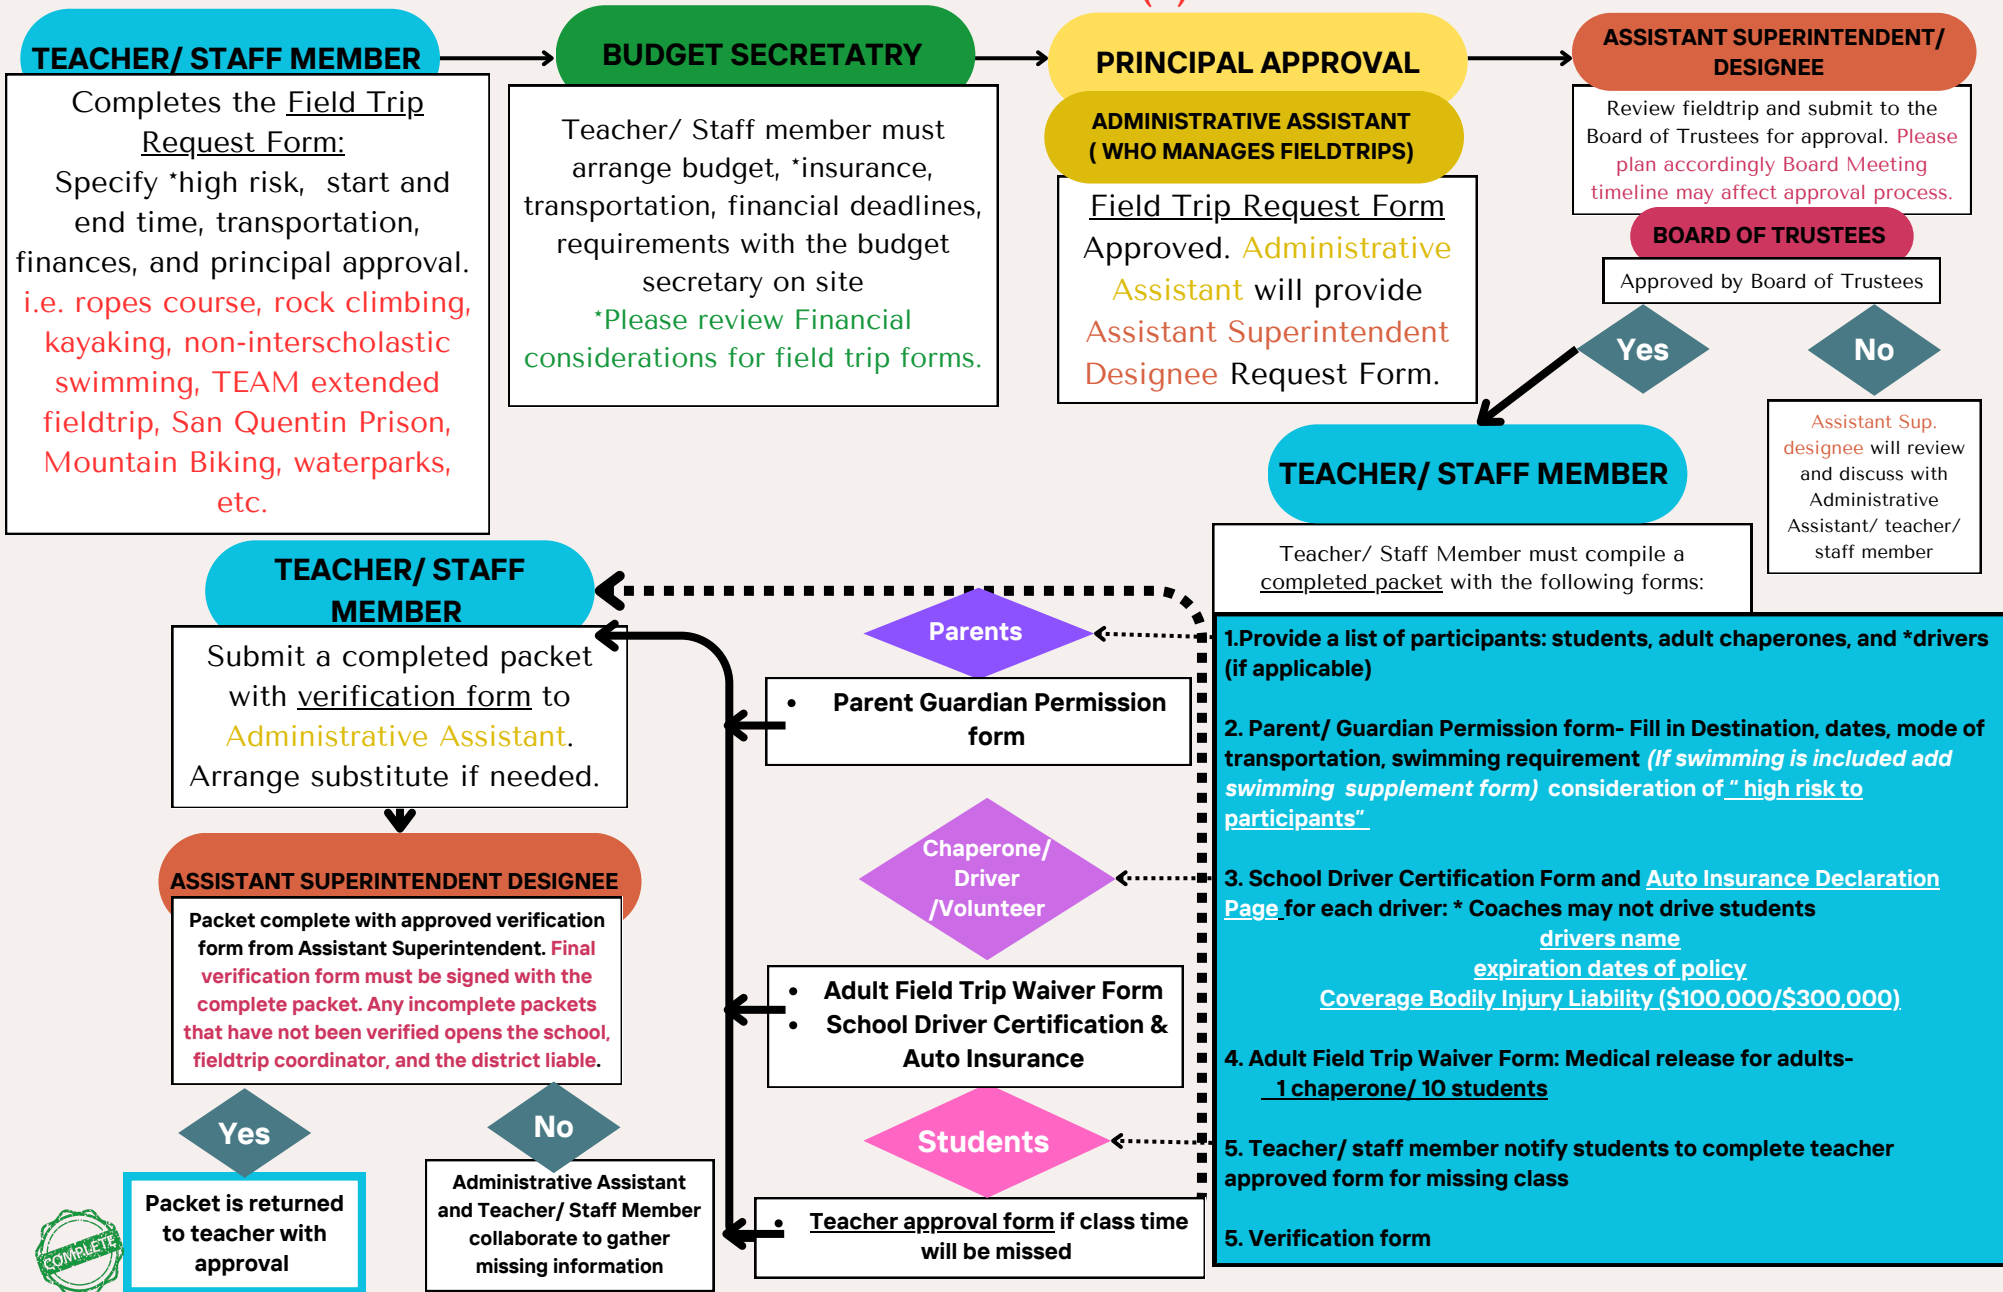 TEACHER/ STAFF MEMBER
Completes the Field Trip
Request Form:
Specify *high risk, start and
end time, transportation,
finances, and principal approval.
i.e. ropes course, rock climbing,
kayaking, non-interscholastic
swimming, TEAM extended
fieldtrip, San Quentin Prison,
Mountain Biking, waterparks,
etc.
BUDGET SECRETATRY
Teacher/ Staff member must
arrange budget, *insurance,
transportation, financial deadlines,
requirements with the budget
secretary on site
*Please review Financial
considerations for field trip forms.
PRINCIPAL APPROVAL
ADMINISTRATIVE ASSISTANT
( WHO MANAGES FIELDTRIPS)
Field Trip Request Form
Approved. Administrative
Assistant will provide
Assistant Superintendent
Designee Request Form.
ASSISTANT SUPERINTENDENT/
DESIGNEE
Review fieldtrip and submit to the
Board of Trustees for approval. Please
plan accordingly Board Meeting
timeline may affect approval process.
BOARD OF TRUSTEES
Approved by Board of Trustees
Yes
No
Assistant Sup.
designee will review
and discuss with
Administrative
Assistant/ teacher/
staff member
TEACHER/ STAFF MEMBER
Teacher/ Staff Member must compile a
completed packet with the following forms:
1.Provide a list of participants: students, adult chaperones, and *drivers
(if applicable)
2. Parent/ Guardian Permission form- Fill in Destination, dates, mode of
transportation, swimming requirement (If swimming is included add
swimming supplement form) consideration of " high risk to
participants"
3. School Driver Certification Form and Auto Insurance Declaration
Page for each driver: * Coaches may not drive students
drivers name
expiration dates of policy
Coverage Bodily Injury Liability ($100,000/$300,000)
4. Adult Field Trip Waiver Form: Medical release for adults-
1 chaperone/ 10 students
5. Teacher/ staff member notify students to complete teacher
approved form for missing class
5. Verification form
Parents
• Parent Guardian Permission
form
Chaperone/
Driver
/Volunteer
• Adult Field Trip Waiver Form
• School Driver Certification &
Auto Insurance
Students
• Teacher approval form if class time
will be missed
TEACHER/ STAFF
MEMBER
Submit a completed packet
with verification form to
Administrative Assistant.
Arrange substitute if needed.
ASSISTANT SUPERINTENDENT DESIGNEE
Packet complete with approved verification
form from Assistant Superintendent. Final
verification form must be signed with the
complete packet. Any incomplete packets
that have not been verified opens the school,
fieldtrip coordinator, and the district liable.
Yes
No
Packet is returned
to teacher with
approval
Administrative Assistant
and Teacher/ Staff Member
collaborate to gather
missing information
COMPLETE